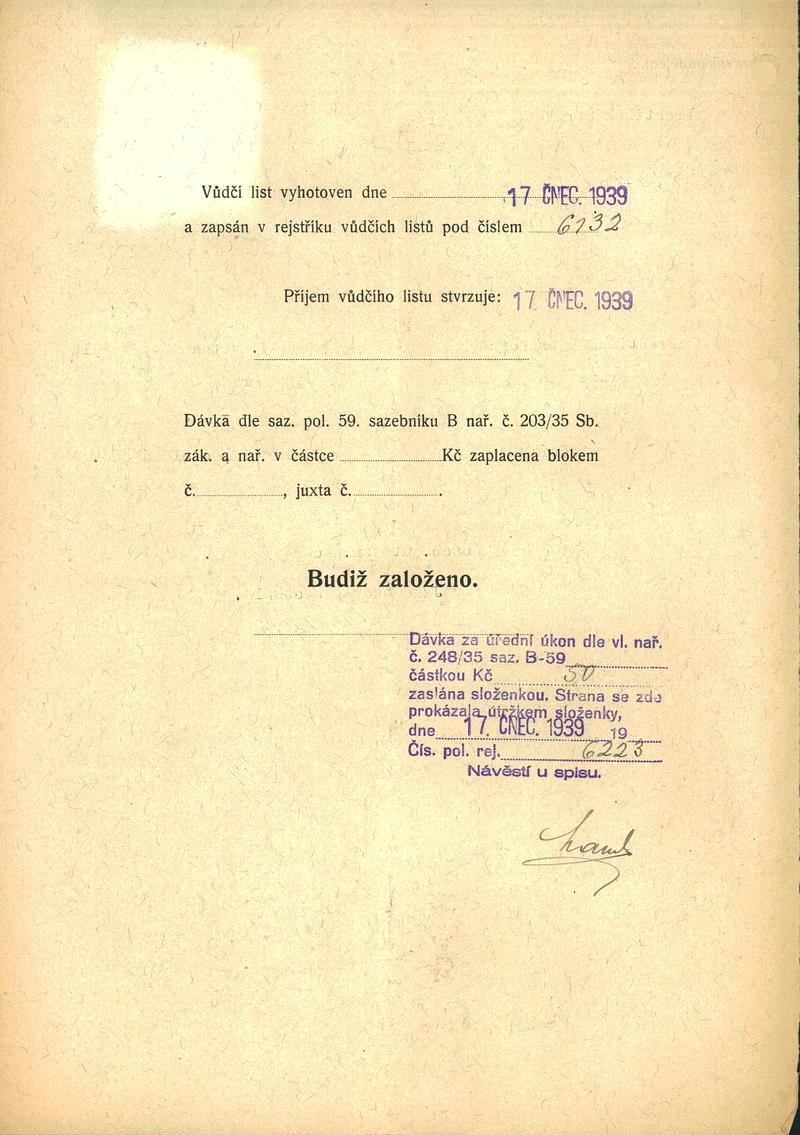 Vůdčí list vyhotoven dne 17 ČNEC. 1939
a zapsán v rejstříku vůdčích listů pod číslem 6132
Příjem vůdčího listu stvrzuje: 17. ČNEC. 1939
Dávka dle saz. pol. 59. sazebníku B nař. č. 203/35 Sb.
zák. a nař. v částce Kč zaplacena blokem
č. , juxta č. .
Budiž založeno.
Dávka za úřední úkon dle vl. nař.
č. 248/35 saz. B-59
částkou Kč 50
zaslána složenkou. Strana se zde
prokázala útržkem složenky,
dne 17. ČNEC. 1939 19
Čís. pol. rej. 6223
Návěstí u spisu.